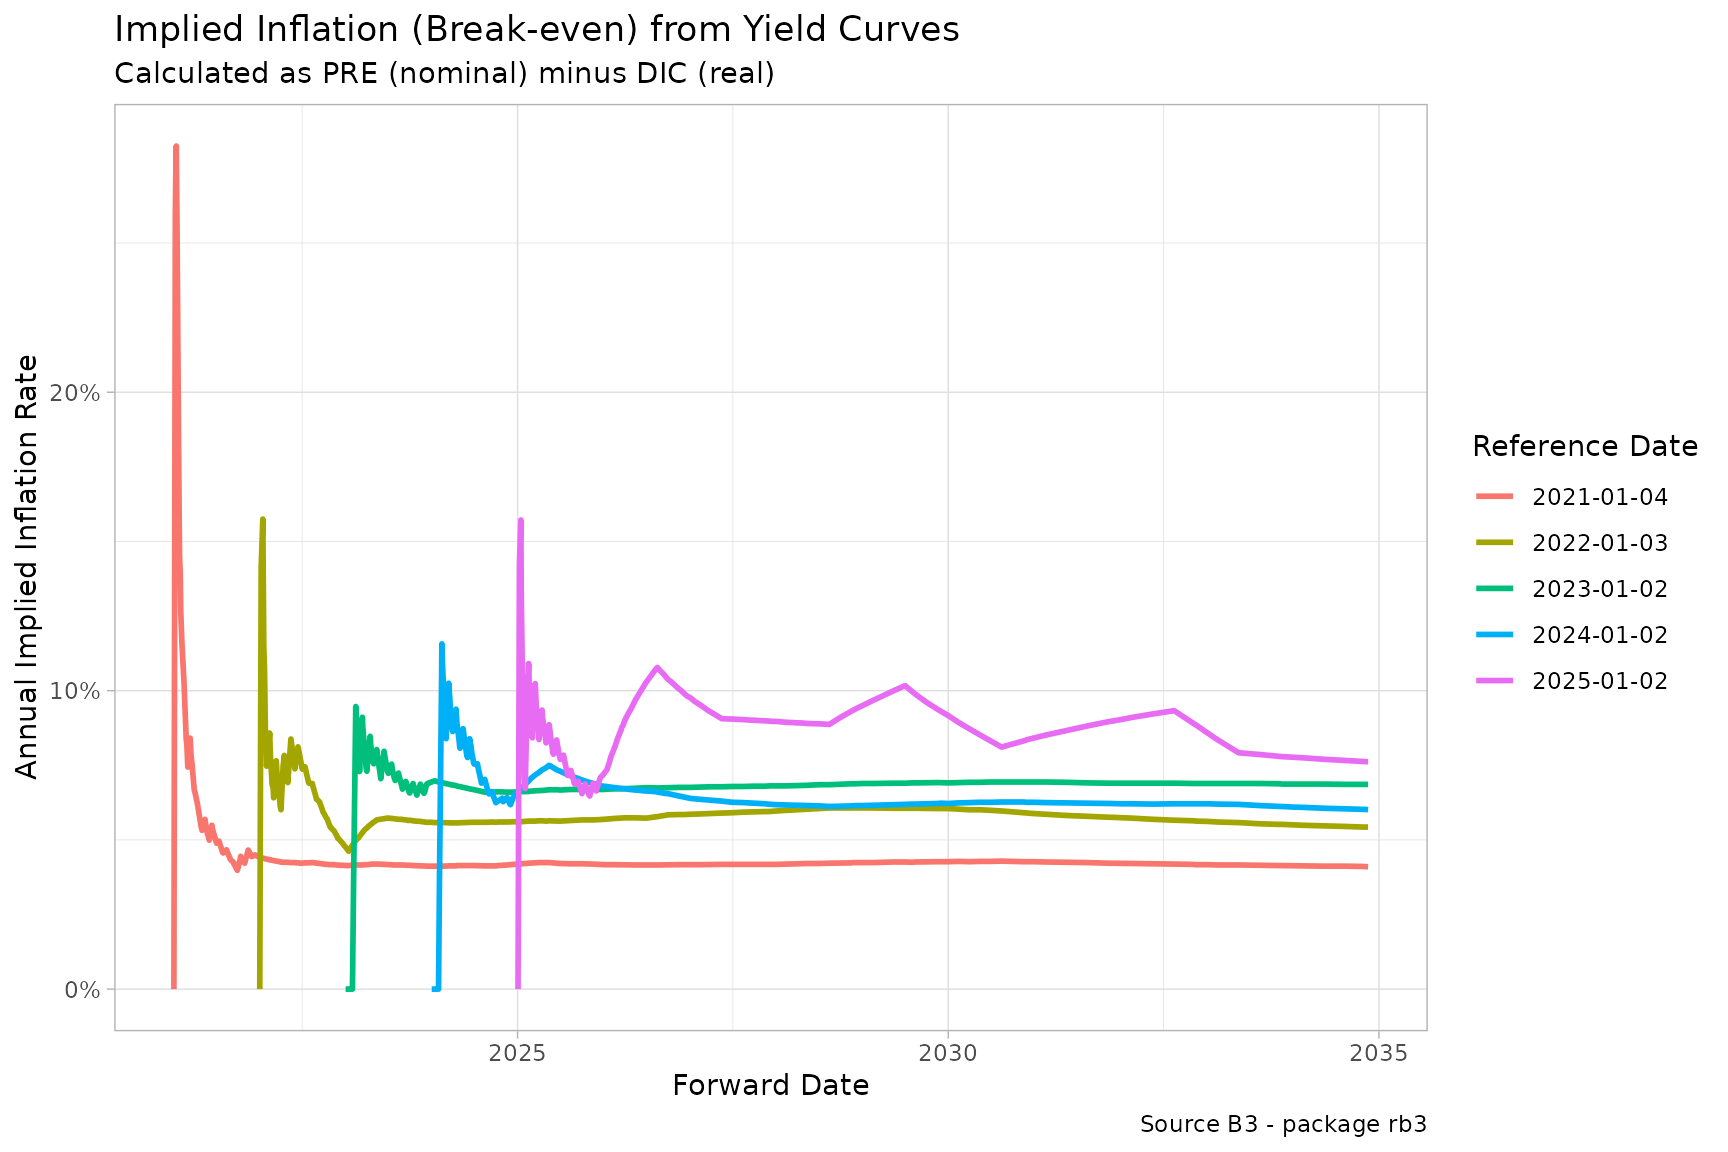 Implied Inflation (Break-even) from Yield Curves
Calculated as PRE (nominal) minus DIC (real)
Annual Implied Inflation Rate
20%
10%
0%
2025
2030
2035
Forward Date
Reference Date
2021-01-04
2022-01-03
2023-01-02
2024-01-02
2025-01-02
Source B3 - package rb3